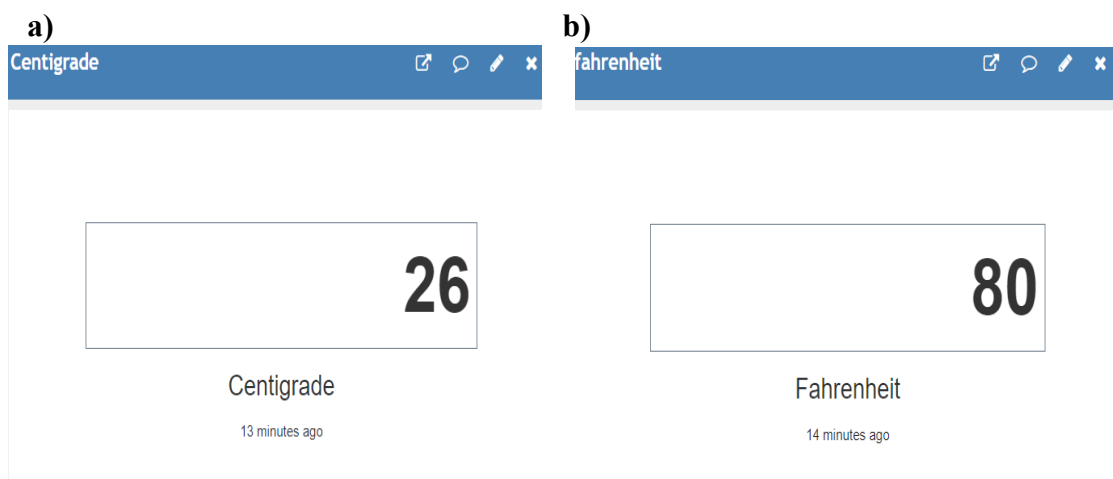 a)
Centigrade
26
Centigrade
13 minutes ago
b)
fahrenheit
80
Fahrenheit
14 minutes ago